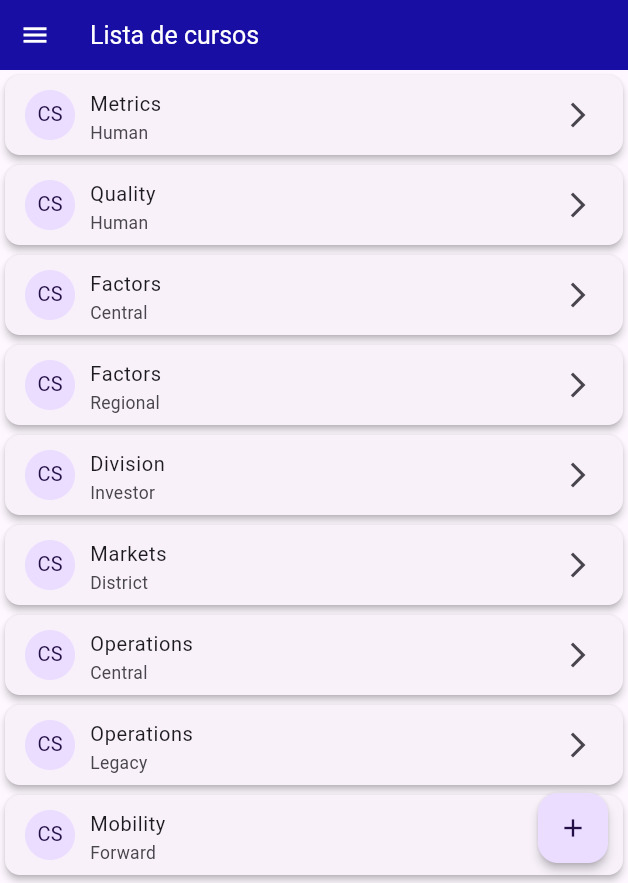 Lista de cursos
CS
Metrics
Human
CS
Quality
Human
CS
Factors
Central
CS
Factors
Regional
CS
Division
Investor
CS
Markets
District
CS
Operations
Central
CS
Operations
Legacy
CS
Mobility
Forward
+